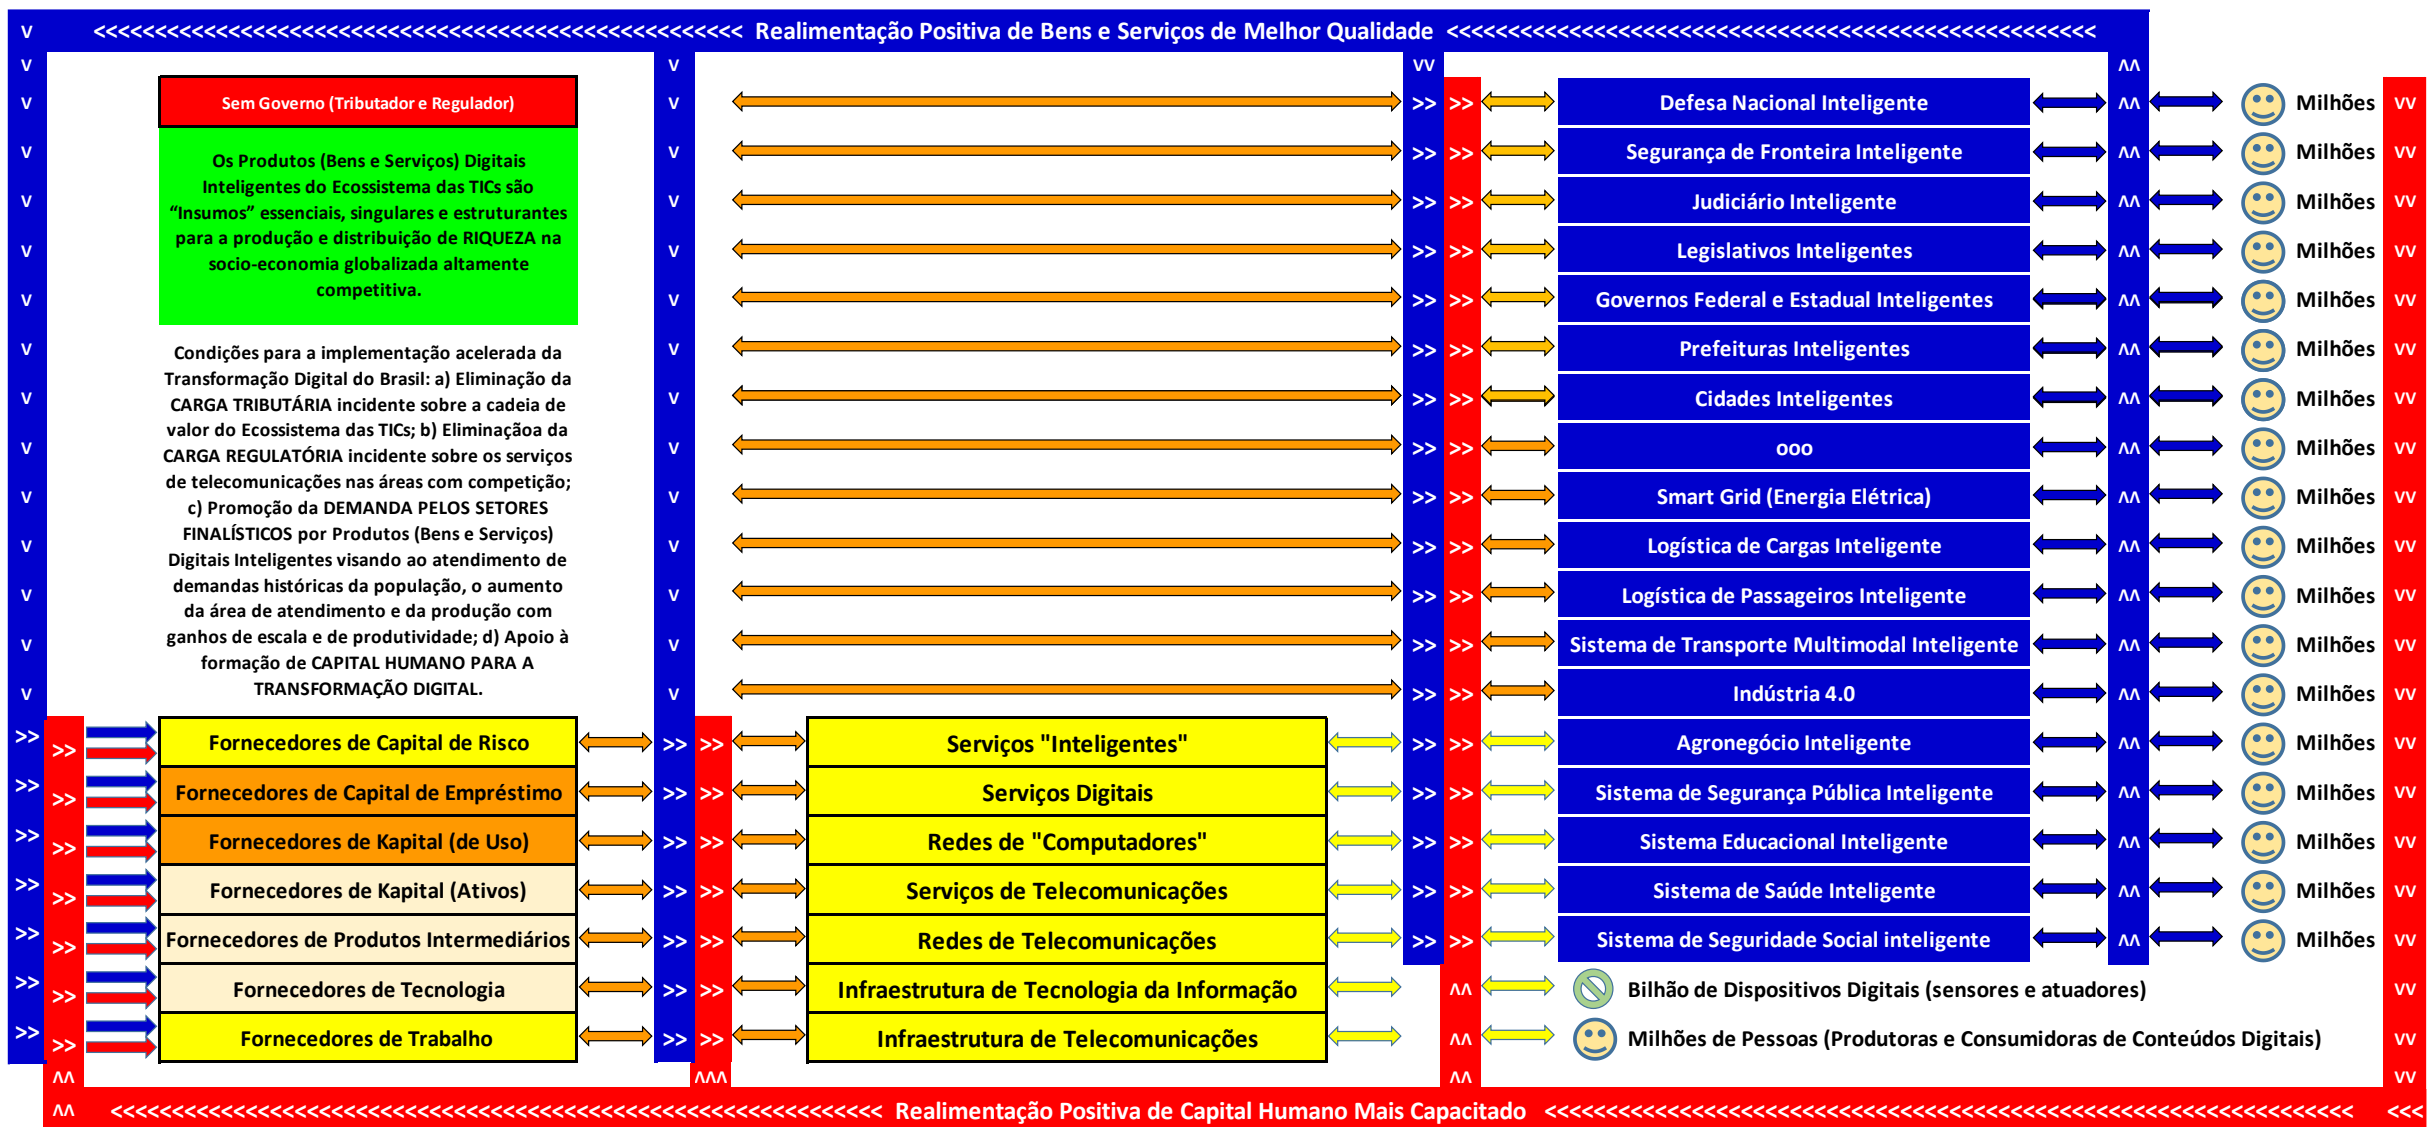 <<<<<<<<<<<<<<<<<<<<<<<<<<<<<<<<<<<<<<<<<<<<<<<<<<<<< Realimentação Positiva de Bens e Serviços de Melhor Qualidade <<<<<<<<<<<<<<<<<<<<<<<<<<<<<<<<<<<<<<<<<<<<<<<<<<<<<
Sem Governo (Tributador e Regulador)
Os Produtos (Bens e Serviços) Digitais
Inteligentes do Ecossistema das TICs são
“Insumos” essenciais, singulares e estruturantes
para a produção e distribuição de RIQUEZA na
socio-economia globalizada altamente
competitiva.
Condições para a implementação acelerada da
Transformação Digital do Brasil: a) Eliminação da
CARGA TRIBUTÁRIA incidente sobre a cadeia de
valor do Ecossistema das TICs; b) Eliminaçãoa da
CARGA REGULATÓRIA incidente sobre os serviços
de telecomunicações nas áreas com competição;
c) Promoção da DEMANDA PELOS SETORES
FINALÍSTICOS por Produtos (Bens e Serviços)
Digitais Inteligentes visando ao atendimento de
demandas históricas da população, o aumento
da área de atendimento e da produção com
ganhos de escala e de produtividade; d) Apoio à
formação de CAPITAL HUMANO PARA A
TRANSFORMAÇÃO DIGITAL.
Fornecedores de Capital de Risco
Fornecedores de Capital de Empréstimo
Fornecedores de Kapital (de Uso)
Fornecedores de Kapital (Ativos)
Fornecedores de Produtos Intermediários
Fornecedores de Tecnologia
Fornecedores de Trabalho
Serviços "Inteligentes"
Serviços Digitais
Redes de "Computadores"
Serviços de Telecomunicações
Redes de Telecomunicações
Infraestrutura de Tecnologia da Informação
Infraestrutura de Telecomunicações
Defesa Nacional Inteligente Milhões
Segurança de Fronteira Inteligente Milhões
Judiciário Inteligente Milhões
Legislativos Inteligentes Milhões
Governos Federal e Estadual Inteligentes Milhões
Prefeituras Inteligentes Milhões
Cidades Inteligentes Milhões
ooo Milhões
Smart Grid (Energia Elétrica) Milhões
Logística de Cargas Inteligente Milhões
Logística de Passageiros Inteligente Milhões
Sistema de Transporte Multimodal Inteligente Milhões
Indústria 4.0 Milhões
Agronegócio Inteligente Milhões
Sistema de Segurança Pública Inteligente Milhões
Sistema Educacional Inteligente Milhões
Sistema de Saúde Inteligente Milhões
Sistema de Seguridade Social inteligente Milhões
Bilhão de Dispositivos Digitais (sensores e atuadores)
Milhões de Pessoas (Produtoras e Consumidoras de Conteúdos Digitais)
<<<<<<<<<<<<<<<<<<<<<<<<<<<<<<<<<<<<<<<<<<<<<<<<<<<<<<<<<<<<<<< Realimentação Positiva de Capital Humano Mais Capacitado <<<<<<<<<<<<<<<<<<<<<<<<<<<<<<<<<<<<<<<<<<<<<<<<<<<<<<<<<<<<<<<<<< <<<